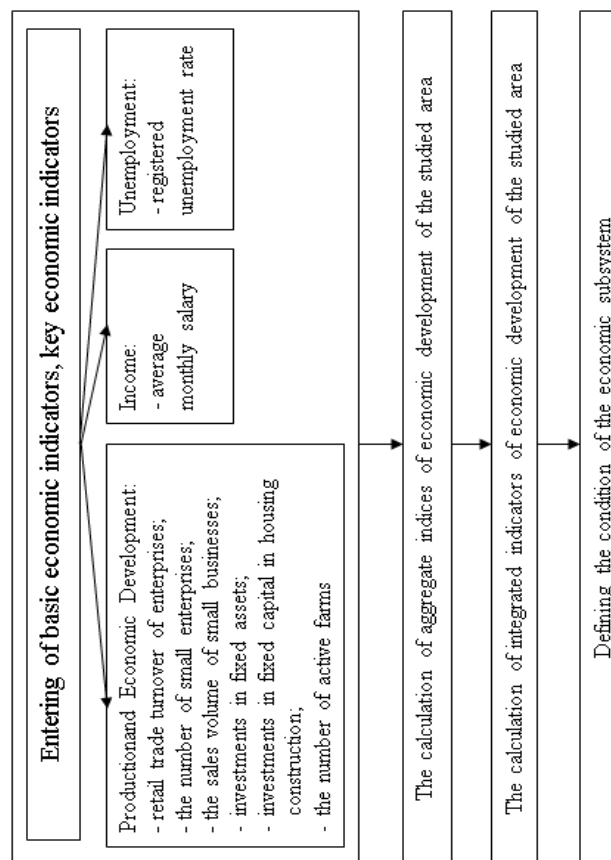 Entering of basic economic indicators, key economic indicators
Productionand Economic Development:
- retail trade turnover of enterprises;
- the number of small enterprises;
- the sales volume of small businesses;
- investments in fixed assets;
- investments in fixed capital in housing
construction;
- the number of active farms
Income:
- average
monthly salary
Unemployment:
- registered
unemployment rate
The calculation of aggregate indices of economic development of the studied area
The calculation of integrated indicators of economic development of the studied area
Defining the condition of the economic subsystem